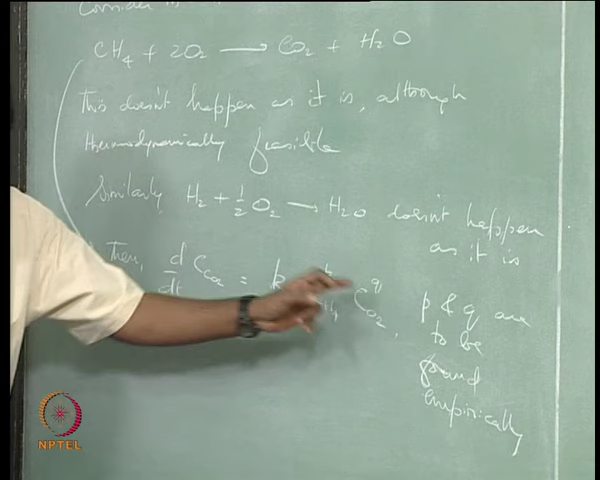 Consider
CH4 + 2O2 → CO2 + H2O
This doesn't happen as it is, although
thermodynamically feasible
Similarly, H2 + 1/2 O2 → H2O doesn't happen
as it is
Then, d/dt CCO2 = k CO2^q, p & q are
to be
found
empirically
NPTEL